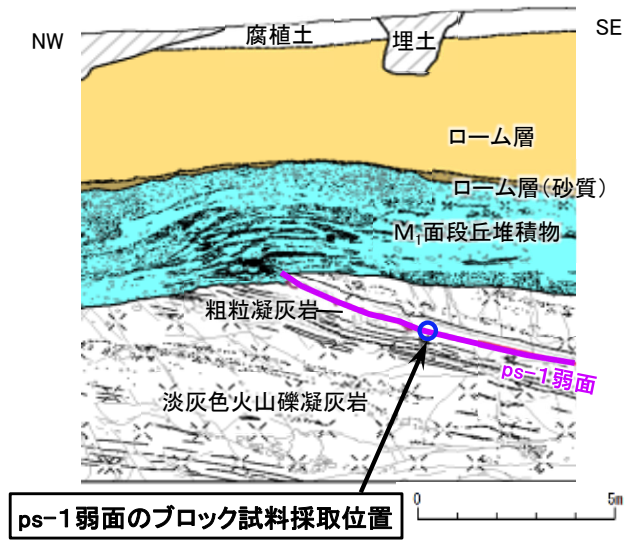 NW
SE
腐植土
埋土
ローム層
ローム層(砂質)
M1面段丘堆積物
粗粒凝灰岩
ps-1弱面
淡灰色火山礫凝灰岩
ps-1弱面のブロック試料採取位置
0
5m